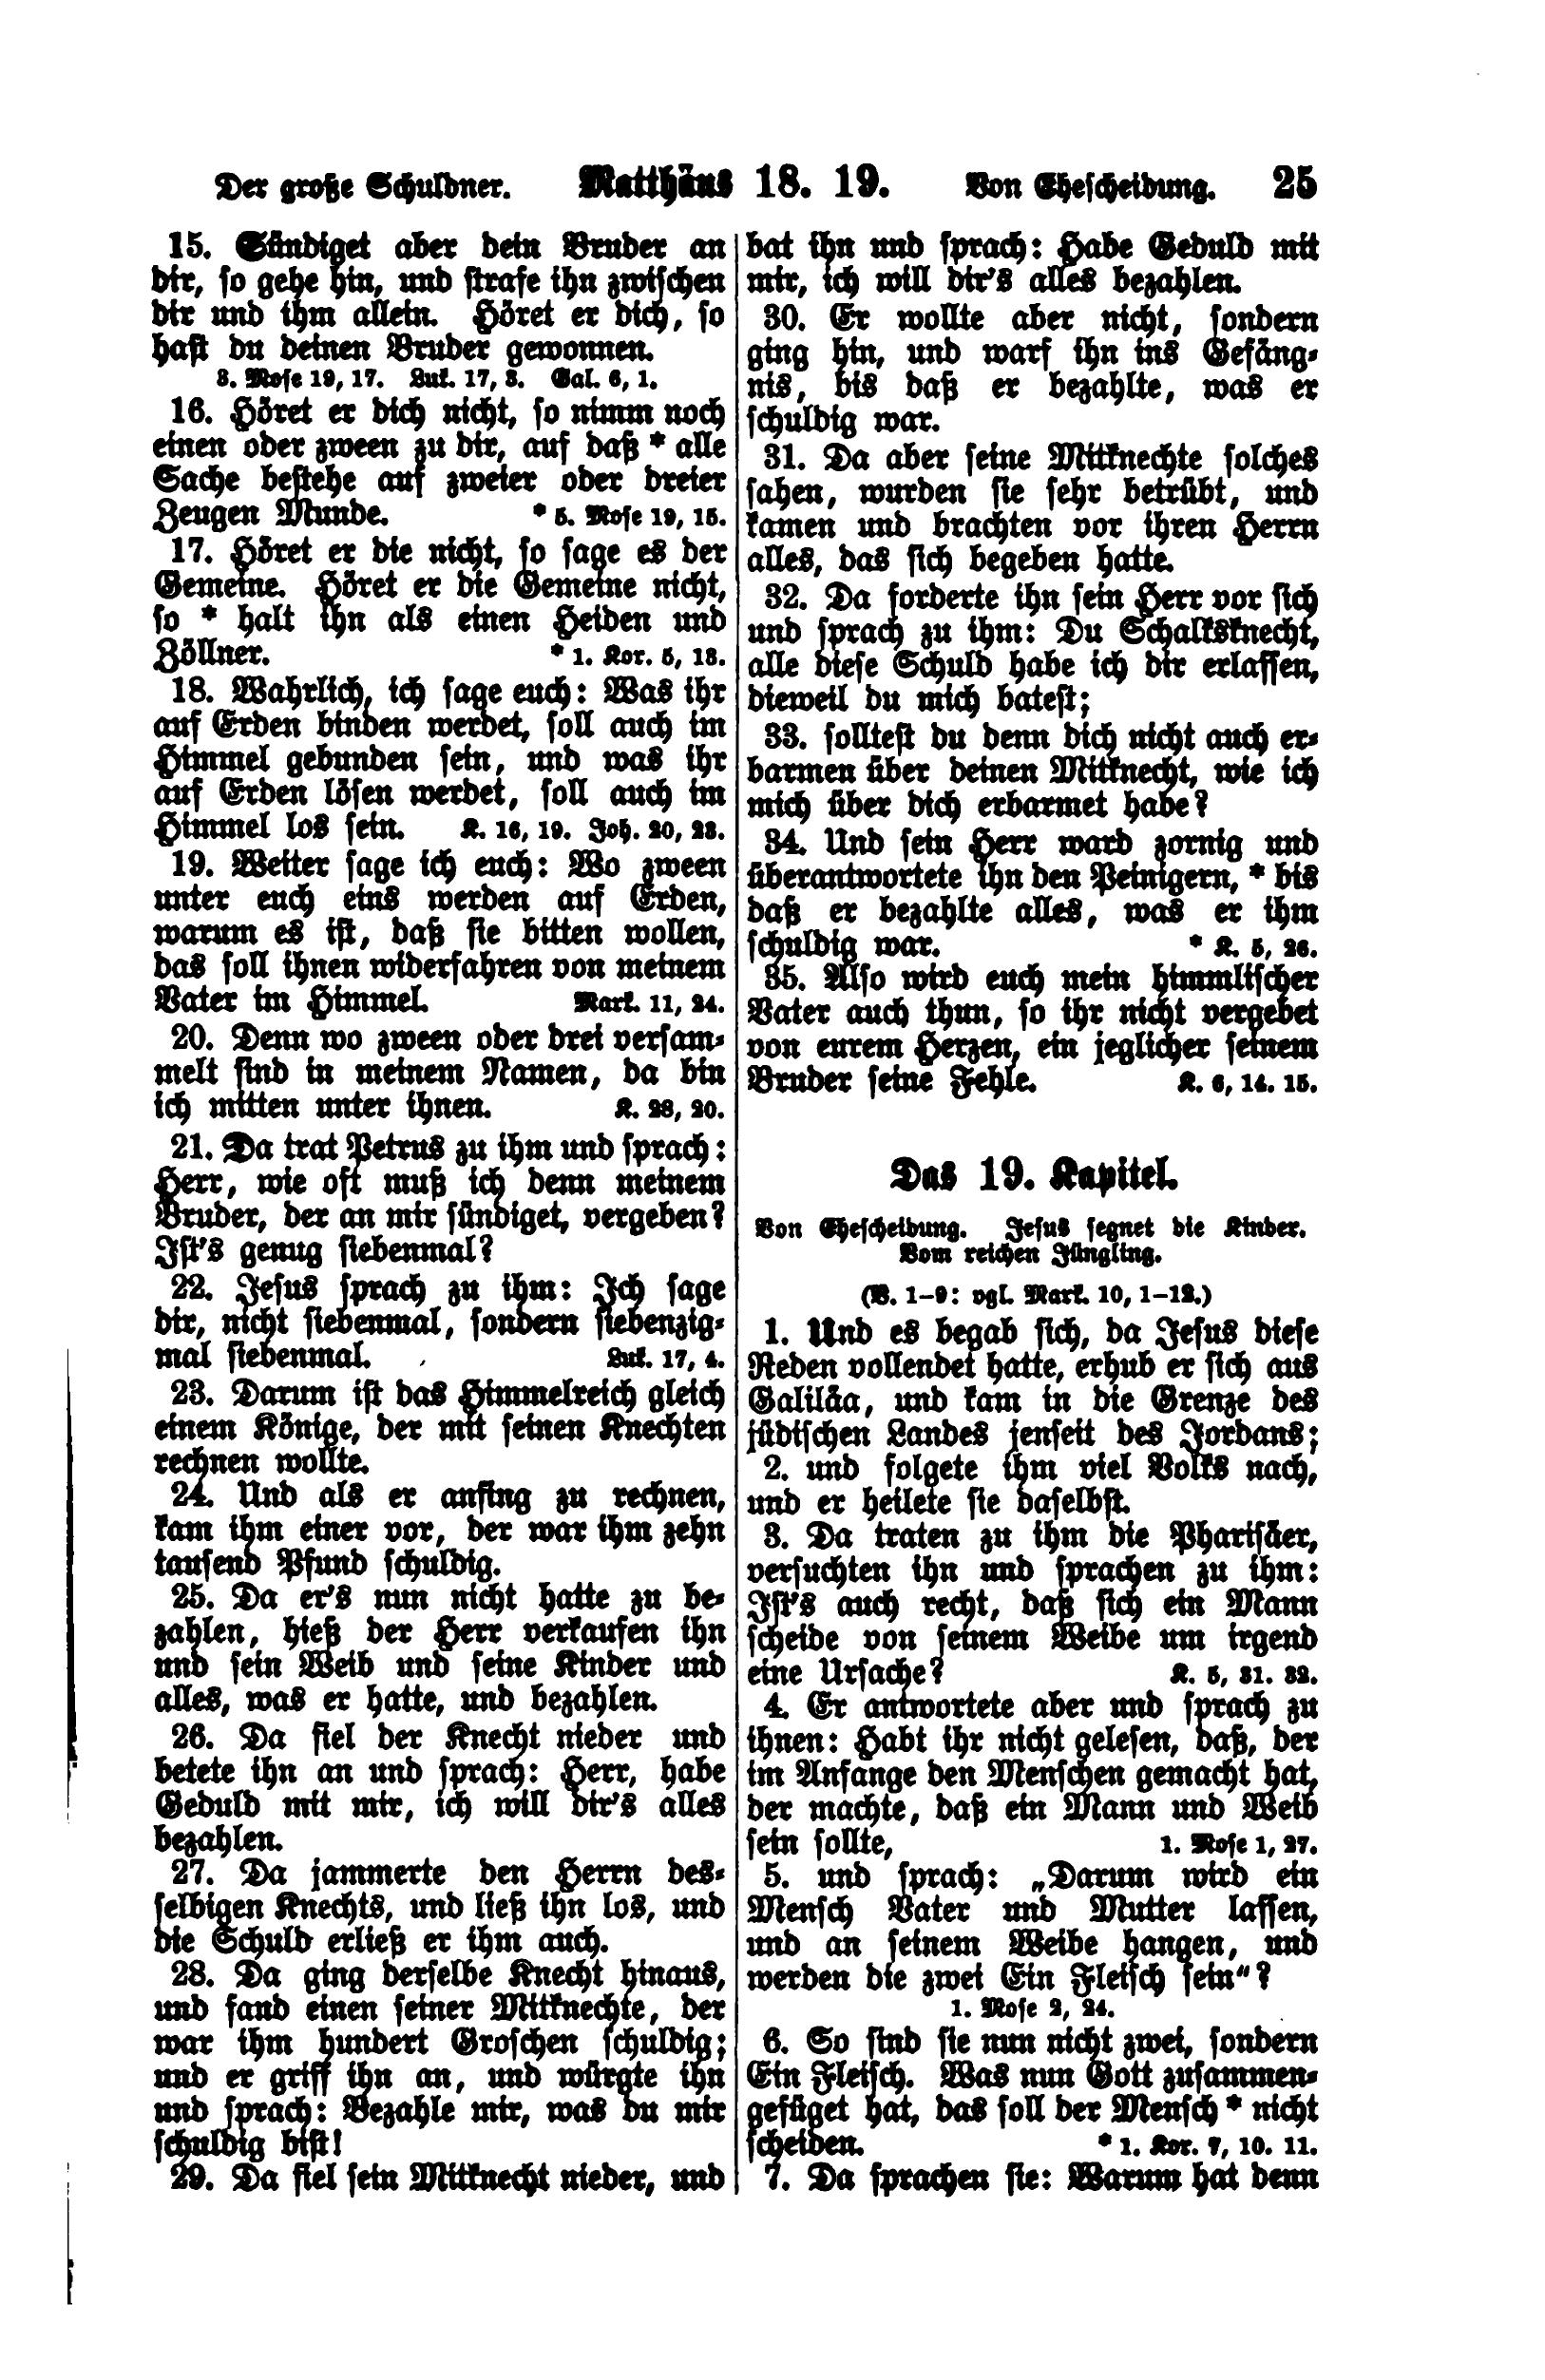 Der große Schuldner. Matthäus 18. 19. Von Ehescheidung. 25
15. Sündiget aber dein Bruder an
dir, so gehe hin, und strafe ihn zwischen
dir und ihm allein. Höret er dich, so
hast du deinen Bruder gewonnen.
3. Mose 19, 17. Luk. 17, 3. Gal. 6, 1.
16. Höret er dich nicht, so nimm noch
einen oder zween zu dir, auf daß * alle
Sache bestehe auf zweier oder dreier
Zeugen Munde. * 5. Mose 19, 15.
17. Höret er die nicht, so sage es der
Gemeine. Höret er die Gemeine nicht,
so * halt ihn als einen Heiden und
Zöllner. * 1. Kor. 5, 13.
18. Wahrlich, ich sage euch: Was ihr
auf Erden binden werdet, soll auch im
Himmel gebunden sein, und was ihr
auf Erden lösen werdet, soll auch im
Himmel los sein. K. 16, 19. Joh. 20, 23.
19. Weiter sage ich euch: Wo zween
unter euch eins werden auf Erden,
warum es ist, daß sie bitten wollen,
das soll ihnen widerfahren von meinem
Vater im Himmel. Mark. 11, 24.
20. Denn wo zween oder drei versam-
melt sind in meinem Namen, da bin
ich mitten unter ihnen. K. 28, 20.
21. Da trat Petrus zu ihm und sprach:
Herr, wie oft muß ich denn meinem
Bruder, der an mir sündiget, vergeben?
Ist's genug siebenmal?
22. Jesus sprach zu ihm: Ich sage
dir, nicht siebenmal, sondern siebenzig-
mal siebenmal. Luk. 17, 4.
23. Darum ist das Himmelreich gleich
einem Könige, der mit seinen Knechten
rechnen wollte.
24. Und als er anfing zu rechnen,
kam ihm einer vor, der war ihm zehn
tausend Pfund schuldig.
25. Da er's nun nicht hatte zu be-
zahlen, hieß der Herr verkaufen ihn
und sein Weib und seine Kinder und
alles, was er hatte, und bezahlen.
26. Da fiel der Knecht nieder und
betete ihn an und sprach: Herr, habe
Geduld mit mir, ich will dir's alles
bezahlen.
27. Da jammerte den Herrn des-
selbigen Knechts, und ließ ihn los, und
die Schuld erließ er ihm auch.
28. Da ging derselbe Knecht hinaus,
und fand einen seiner Mitknechte, der
war ihm hundert Groschen schuldig;
und er griff ihn an, und würgte ihn
und sprach: Bezahle mir, was du mir
schuldig bist!
29. Da fiel sein Mitknecht nieder, und
bat ihn und sprach: Habe Geduld mit
mir, ich will dir's alles bezahlen.
30. Er wollte aber nicht, sondern
ging hin, und warf ihn ins Gefäng-
nis, bis daß er bezahlte, was er
schuldig war.
31. Da aber seine Mitknechte solches
sahen, wurden sie sehr betrübt, und
kamen und brachten vor ihren Herrn
alles, das sich begeben hatte.
32. Da forderte ihn sein Herr vor sich
und sprach zu ihm: Du Schalksknecht,
alle diese Schuld habe ich dir erlassen,
dieweil du mich batest;
33. solltest du denn dich nicht auch er-
barmen über deinen Mitknecht, wie ich
mich über dich erbarmet habe?
34. Und sein Herr ward zornig und
überantwortete ihn den Peinigern, * bis
daß er bezahlte alles, was er ihm
schuldig war. * K. 5, 26.
35. Also wird euch mein himmlischer
Vater auch thun, so ihr nicht vergebet
von eurem Herzen, ein jeglicher seinem
Bruder seine Fehle. K. 6, 14. 15.
Das 19. Kapitel.
Von Ehescheidung. Jesus segnet die Kinder.
Vom reichen Jüngling.
(V. 1–9: vgl. Mark. 10, 1–12.)
1. Und es begab sich, da Jesus diese
Reden vollendet hatte, erhub er sich aus
Galiläa, und kam in die Grenze des
jüdischen Landes jenseit des Jordans;
2. und folgete ihm viel Volks nach,
und er heilete sie daselbst.
3. Da traten zu ihm die Pharisäer,
versuchten ihn und sprachen zu ihm:
Ist's auch recht, daß sich ein Mann
scheide von seinem Weibe um irgend
eine Ursache? K. 5, 31. 32.
4. Er antwortete aber und sprach zu
ihnen: Habt ihr nicht gelesen, daß, der
im Anfange den Menschen gemacht hat,
der machte, daß ein Mann und Weib
sein sollte, 1. Mose 1, 27.
5. und sprach: „Darum wird ein
Mensch Vater und Mutter lassen,
und an seinem Weibe hangen, und
werden die zwei Ein Fleisch sein“?
1. Mose 2, 24.
6. So sind sie nun nicht zwei, sondern
Ein Fleisch. Was nun Gott zusammen-
gefüget hat, das soll der Mensch * nicht
scheiden. * 1. Kor. 7, 10. 11.
7. Da sprachen sie: Warum hat denn